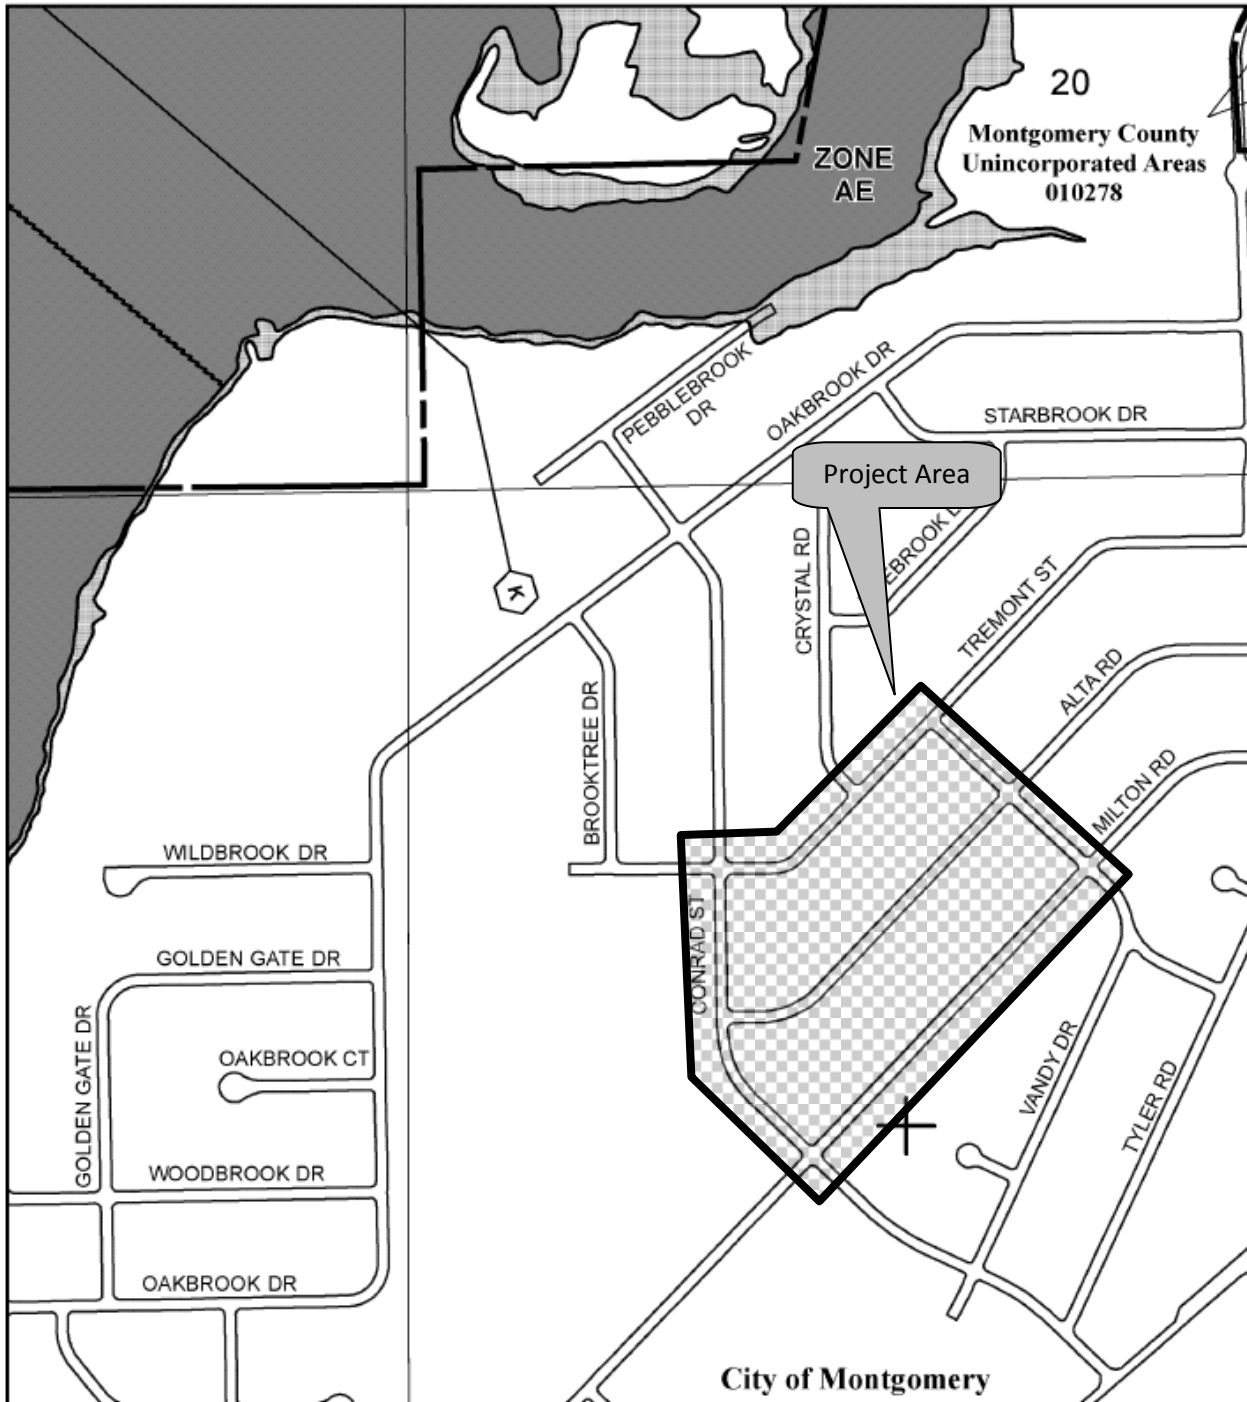 20
Montgomery County
Unincorporated Areas
010278
ZONE
AE
PEBBLEBROOK
DR
OAKBROOK DR
STARBROOK DR
Project Area
CRYSTAL RD
TREMONT ST
ALTA RD
K
BROOKTREE DR
MILTON RD
WILDBROOK DR
CONRAD ST
GOLDEN GATE DR
GOLDEN GATE DR
OAKBROOK CT
VANDY DR
TYLER RD
WOODBROOK DR
OAKBROOK DR
City of Montgomery